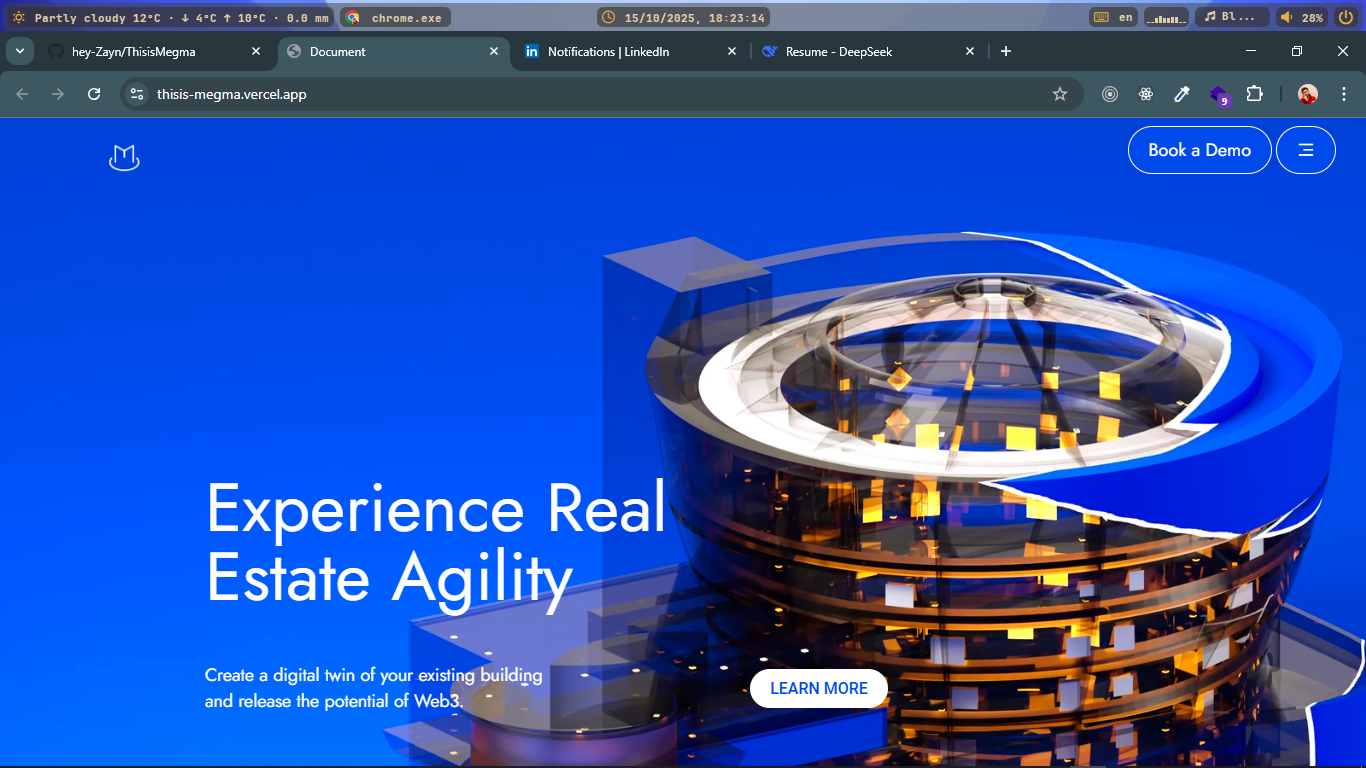 Partly cloudy 12°C · ↓ 4°C ↑ 10°C · 0.0 mm
chrome.exe
15/10/2025, 18:23:14
en
Bl...
28%
hey-Zayn/ThisisMegma
Document
Notifications | LinkedIn
Resume - DeepSeek
thisis-megma.vercel.app
9
Book a Demo
Experience Real
Estate Agility
Create a digital twin of your existing building
and release the potential of Web3.
LEARN MORE